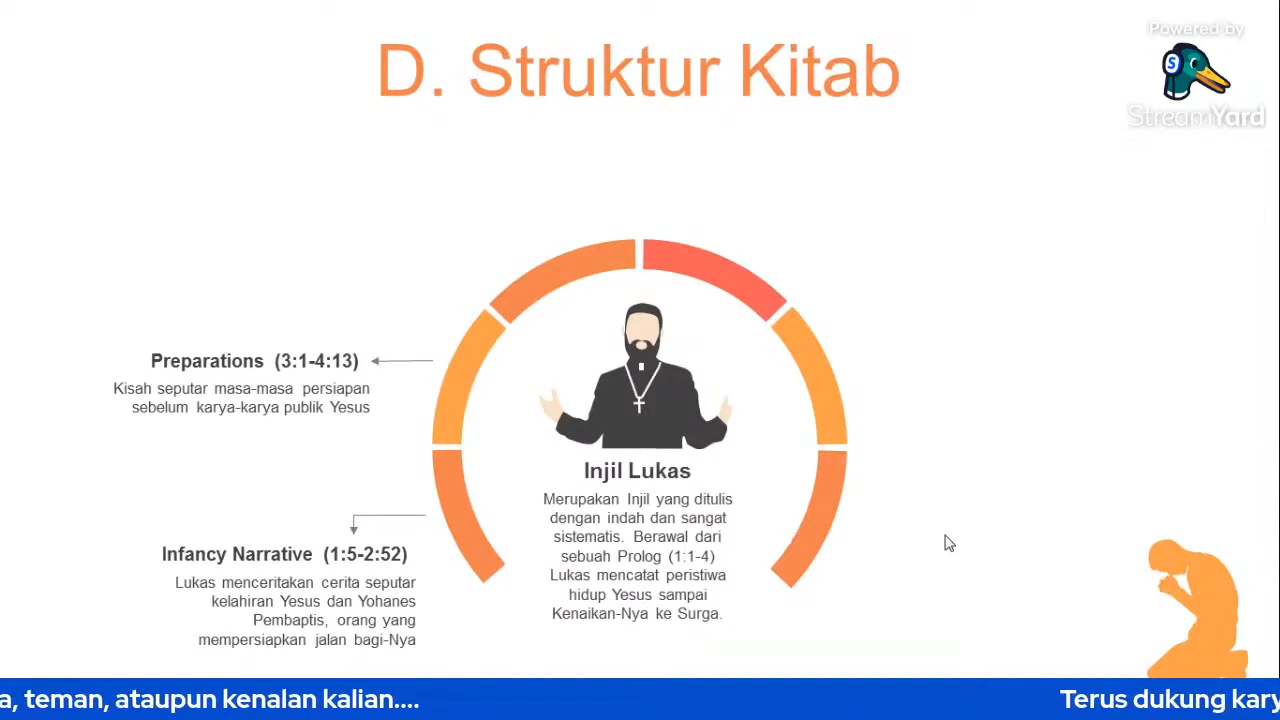 D. Struktur Kitab
Powered by
S
StreamYard
Preparations (3:1-4:13)
Kisah seputar masa-masa persiapan
sebelum karya-karya publik Yesus
Infancy Narrative (1:5-2:52)
Lukas menceritakan cerita seputar
kelahiran Yesus dan Yohanes
Pembaptis, orang yang
mempersiapkan jalan bagi-Nya
Injil Lukas
Merupakan Injil yang ditulis
dengan indah dan sangat
sistematis. Berawal dari
sebuah Prolog (1:1-4)
Lukas mencatat peristiwa
hidup Yesus sampai
Kenaikan-Nya ke Surga.
a, teman, ataupun kenalan kalian....
Terus dukung kary